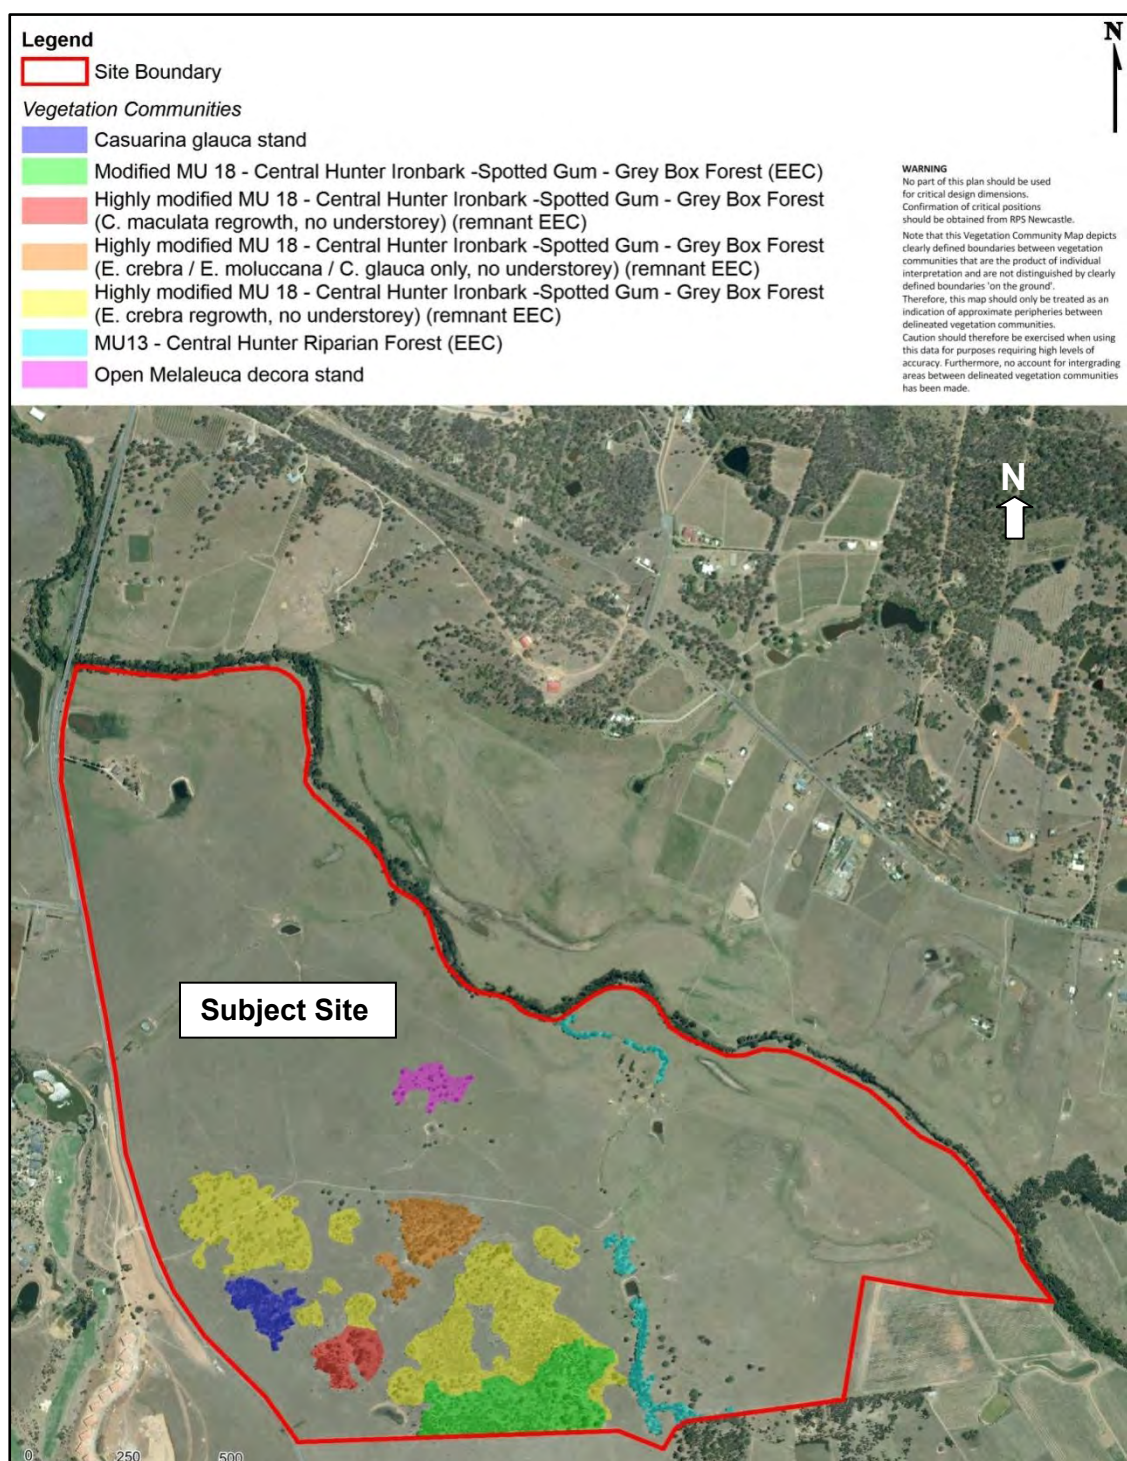 Legend
N
Site Boundary
Vegetation Communities
Casuarina glauca stand
Modified MU 18 - Central Hunter Ironbark -Spotted Gum - Grey Box Forest (EEC)
Highly modified MU 18 - Central Hunter Ironbark -Spotted Gum - Grey Box Forest
(C. maculata regrowth, no understorey) (remnant EEC)
Highly modified MU 18 - Central Hunter Ironbark -Spotted Gum - Grey Box Forest
(E. crebra / E. moluccana / C. glauca only, no understorey) (remnant EEC)
Highly modified MU 18 - Central Hunter Ironbark -Spotted Gum - Grey Box Forest
(E. crebra regrowth, no understorey) (remnant EEC)
MU13 - Central Hunter Riparian Forest (EEC)
Open Melaleuca decora stand
WARNING
No part of this plan should be used
for critical design dimensions.
Confirmation of critical positions
should be obtained from RPS Newcastle.
Note that this Vegetation Community Map depicts
clearly defined boundaries between vegetation
communities that are the product of individual
interpretation and are not distinguished by clearly
defined boundaries 'on the ground'.
Therefore, this map should only be treated as an
indication of approximate peripheries between
delineated vegetation communities.
Caution should therefore be exercised when using
this data for purposes requiring high levels of
accuracy. Furthermore, no account for intergrading
areas between delineated vegetation communities
has been made.
N
Subject Site
0 250 500